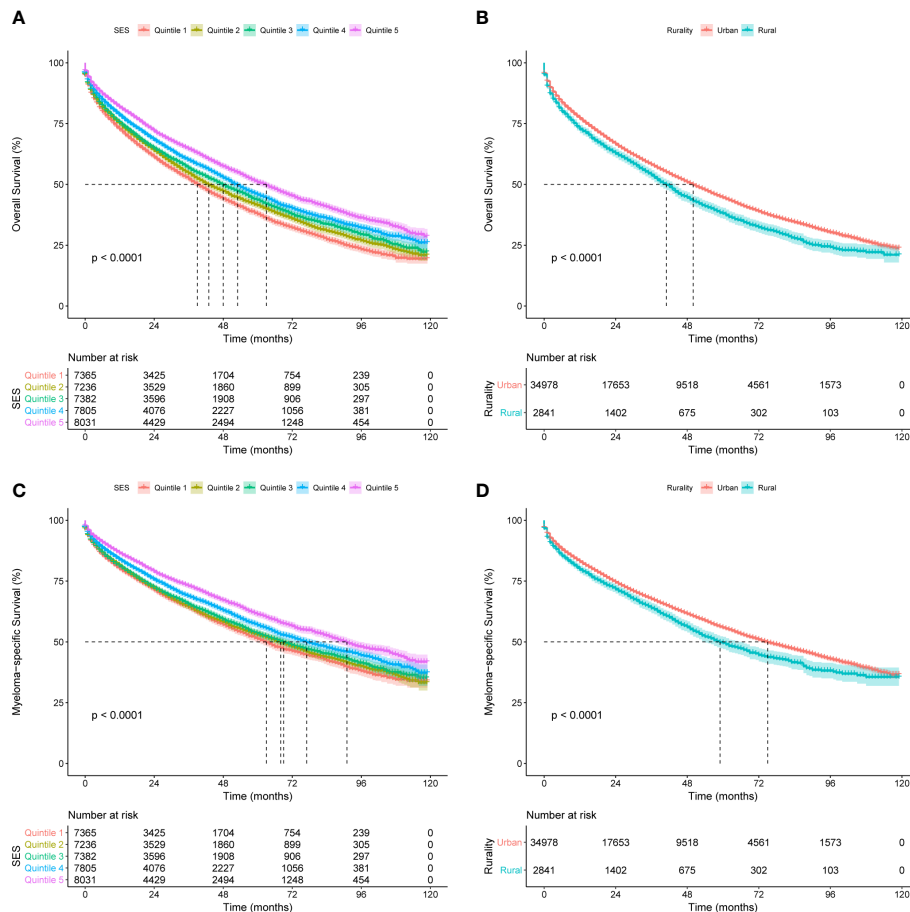 A
SES Quintile 1 Quintile 2 Quintile 3 Quintile 4 Quintile 5
Overall Survival (%)
100
75
50
25
0
p < 0.0001
0 24 48 72 96 120
Time (months)
Number at risk
SES
Quintile 1 7365 3425 1704 754 239 0
Quintile 2 7236 3529 1860 899 305 0
Quintile 3 7382 3596 1908 906 297 0
Quintile 4 7805 4076 2227 1056 381 0
Quintile 5 8031 4429 2494 1248 454 0
0 24 48 72 96 120
Time (months)
B
Rurality Urban Rural
Overall Survival (%)
100
75
50
25
0
p < 0.0001
0 24 48 72 96 120
Time (months)
Number at risk
Rurality
Urban 34978 17653 9518 4561 1573 0
Rural 2841 1402 675 302 103 0
0 24 48 72 96 120
Time (months)
C
SES Quintile 1 Quintile 2 Quintile 3 Quintile 4 Quintile 5
Myeloma−specific Survival (%)
100
75
50
25
0
p < 0.0001
0 24 48 72 96 120
Time (months)
Number at risk
SES
Quintile 1 7365 3425 1704 754 239 0
Quintile 2 7236 3529 1860 899 305 0
Quintile 3 7382 3596 1908 906 297 0
Quintile 4 7805 4076 2227 1056 381 0
Quintile 5 8031 4429 2494 1248 454 0
0 24 48 72 96 120
Time (months)
D
Rurality Urban Rural
Myeloma−specific Survival (%)
100
75
50
25
0
p < 0.0001
0 24 48 72 96 120
Time (months)
Number at risk
Rurality
Urban 34978 17653 9518 4561 1573 0
Rural 2841 1402 675 302 103 0
0 24 48 72 96 120
Time (months)